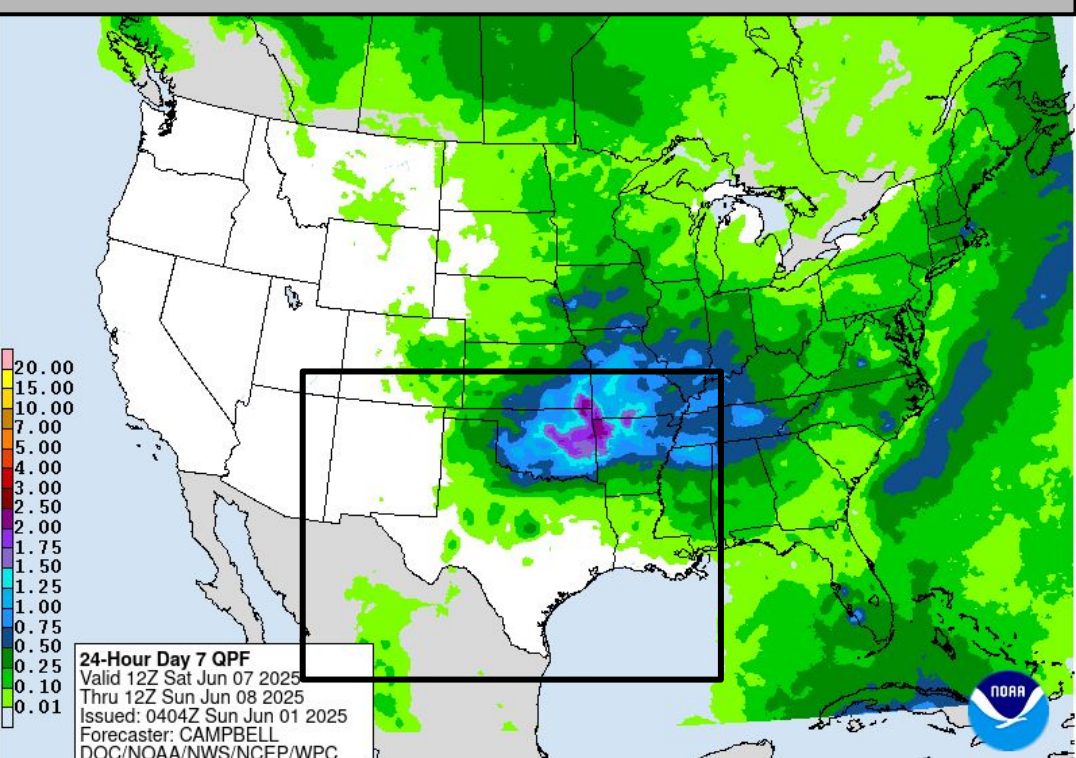 20.00
15.00
10.00
7.00
5.00
4.00
3.00
2.50
2.00
1.75
1.50
1.25
1.00
0.75
0.50
0.25
0.10
0.01
24-Hour Day 7 QPF
Valid 12Z Sat Jun 07 2025
Thru 12Z Sun Jun 08 2025
Issued: 0404Z Sun Jun 01 2025
Forecaster: CAMPBELL
DOC/NOAA/NWS/NCEP/WPC
NOAA